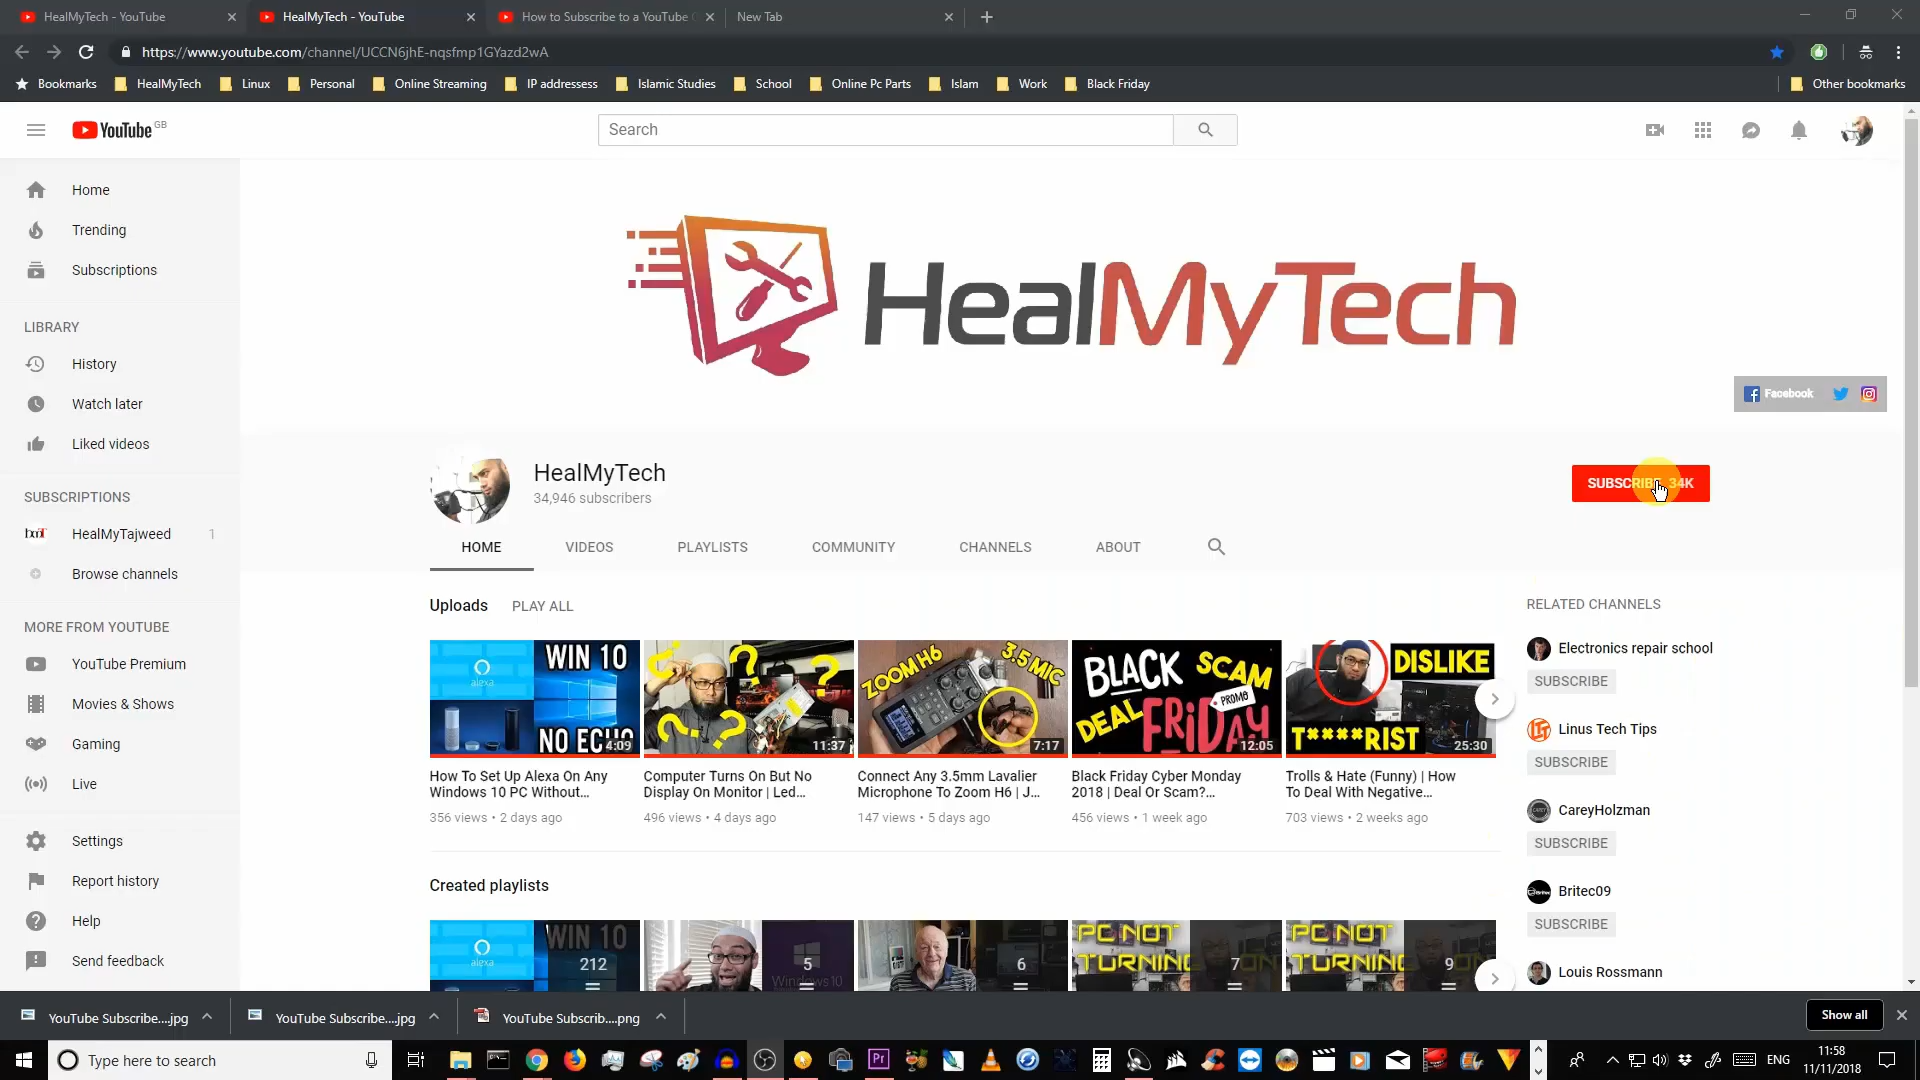 HealMyTech - YouTube
HealMyTech - YouTube
How to Subscribe to a YouTube
New Tab
https://www.youtube.com/channel/UCCN6jhE-nqsfmp1GYazd2wA
Bookmarks HealMyTech Linux Personal Online Streaming IP addressess Islamic Studies School Online Pc Parts Islam Work Black Friday Other bookmarks
YouTube GB
Search
Home
Trending
Subscriptions
LIBRARY
History
Watch later
Liked videos
SUBSCRIPTIONS
HealMyTajweed 1
Browse channels
MORE FROM YOUTUBE
YouTube Premium
Movies & Shows
Gaming
Live
Settings
Report history
Help
Send feedback
HealMyTech
Facebook
HealMyTech
34,946 subscribers
SUBSCRIBE 34K
HOME VIDEOS PLAYLISTS COMMUNITY CHANNELS ABOUT
Uploads PLAY ALL
alexa
WIN 10
NO ECHO
4:09
How To Set Up Alexa On Any
Windows 10 PC Without...
356 views • 2 days ago
? ? ?
? ?
11:37
Computer Turns On But No
Display On Monitor | Led...
496 views • 4 days ago
ZOOM H6
3.5 MIC
7:17
Connect Any 3.5mm Lavalier
Microphone To Zoom H6 | J...
147 views • 5 days ago
BLACK SCAM
PROMO
DEAL FRiDAY
12:05
Black Friday Cyber Monday
2018 | Deal Or Scam?...
456 views • 1 week ago
DISLIKE
T****RIST
25:30
Trolls & Hate (Funny) | How
To Deal With Negative...
703 views • 2 weeks ago
RELATED CHANNELS
Electronics repair school
SUBSCRIBE
Linus Tech Tips
SUBSCRIBE
CareyHolzman
SUBSCRIBE
Britec09
SUBSCRIBE
Louis Rossmann
Created playlists
alexa
WIN 10
212
Windows 10
5
6
PC NOT
TURNING
7
PC NOT
TURNING
9
YouTube Subscribe....jpg
YouTube Subscribe....jpg
YouTube Subscrib....png
Show all
Type here to search
Pr
ENG
11:58
11/11/2018